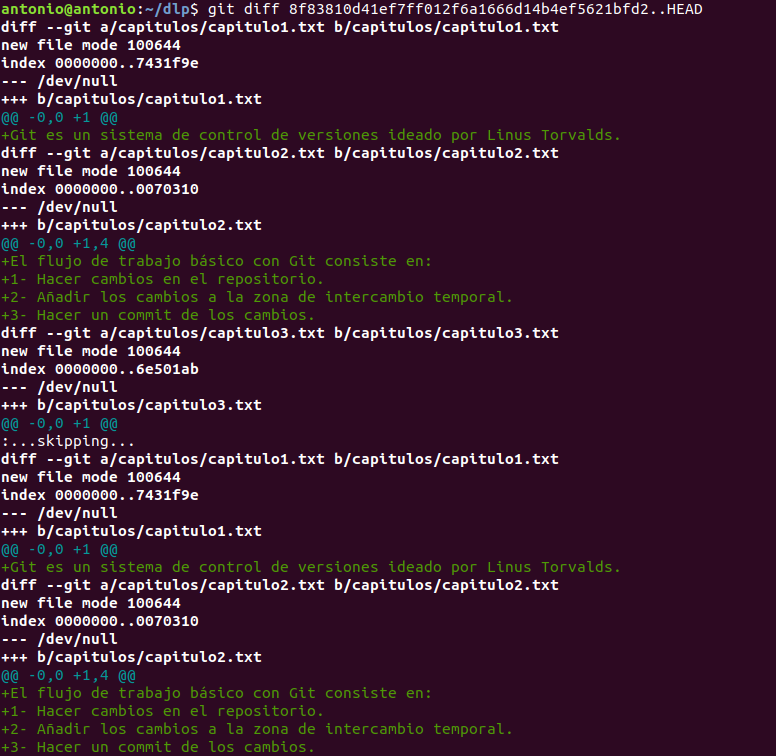 antonio@antonio:~/dlp$ git diff 8f83810d41ef7ff012f6a1666d14b4ef5621bfd2..HEAD
diff --git a/capitulos/capitulo1.txt b/capitulos/capitulo1.txt
new file mode 100644
index 0000000..7431f9e
--- /dev/null
+++ b/capitulos/capitulo1.txt
@@ -0,0 +1 @@
+Git es un sistema de control de versiones ideado por Linus Torvalds.
diff --git a/capitulos/capitulo2.txt b/capitulos/capitulo2.txt
new file mode 100644
index 0000000..0070310
--- /dev/null
+++ b/capitulos/capitulo2.txt
@@ -0,0 +1,4 @@
+El flujo de trabajo básico con Git consiste en:
+1- Hacer cambios en el repositorio.
+2- Añadir los cambios a la zona de intercambio temporal.
+3- Hacer un commit de los cambios.
diff --git a/capitulos/capitulo3.txt b/capitulos/capitulo3.txt
new file mode 100644
index 0000000..6e501ab
--- /dev/null
+++ b/capitulos/capitulo3.txt
@@ -0,0 +1 @@
:...skipping...
diff --git a/capitulos/capitulo1.txt b/capitulos/capitulo1.txt
new file mode 100644
index 0000000..7431f9e
--- /dev/null
+++ b/capitulos/capitulo1.txt
@@ -0,0 +1 @@
+Git es un sistema de control de versiones ideado por Linus Torvalds.
diff --git a/capitulos/capitulo2.txt b/capitulos/capitulo2.txt
new file mode 100644
index 0000000..0070310
--- /dev/null
+++ b/capitulos/capitulo2.txt
@@ -0,0 +1,4 @@
+El flujo de trabajo básico con Git consiste en:
+1- Hacer cambios en el repositorio.
+2- Añadir los cambios a la zona de intercambio temporal.
+3- Hacer un commit de los cambios.